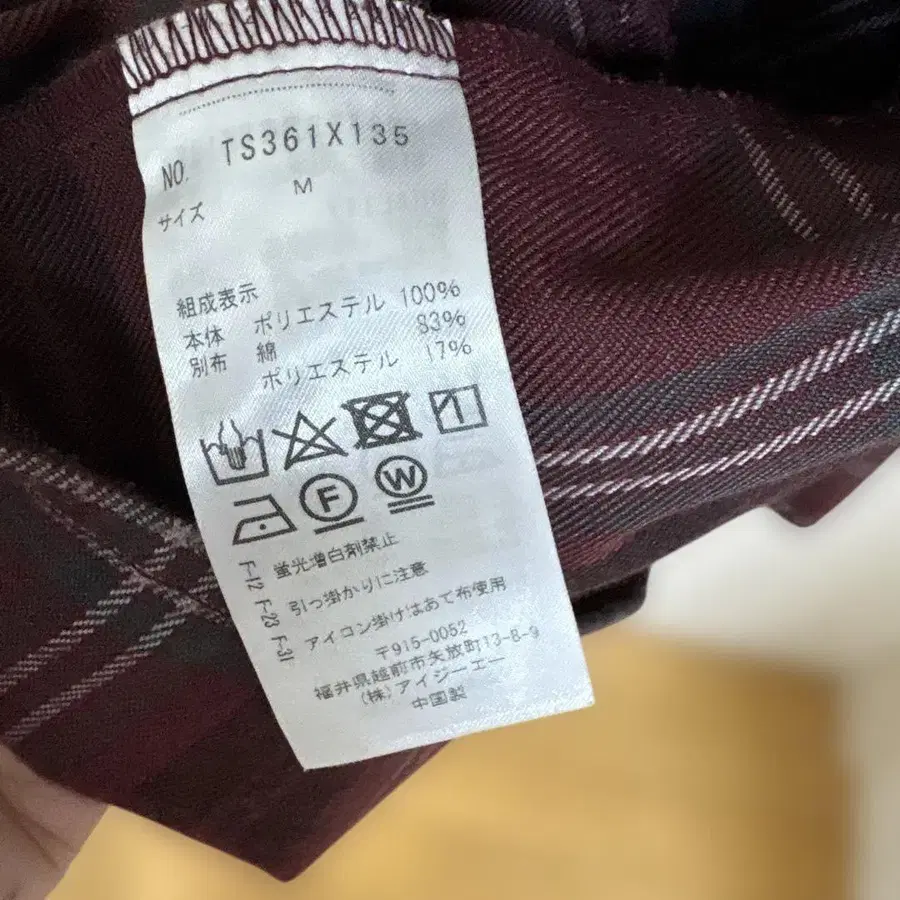 NO. TS361X135
サイズ M
組成表示
本体 ポリエステル 100%
別布 綿 83%
ポリエステル 17%
1
F W
F-12 蛍光増白剤禁止
F-23 引っ掛かりに注意
F-31 アイロン掛けはあて布使用
〒915-0052
福井県越前市矢放町13-8-9
(株)アイジーエー
中国製